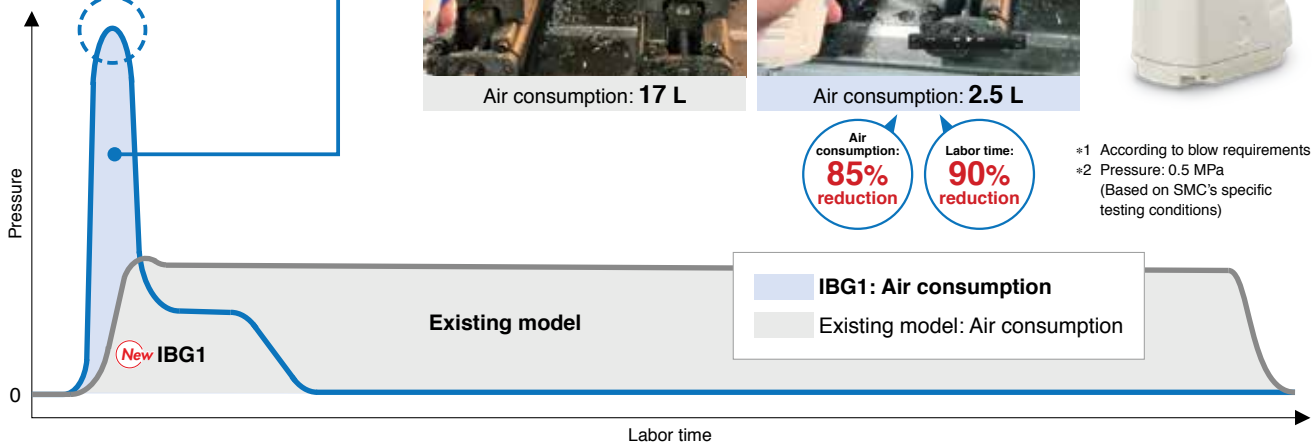 Air consumption: 17 L
Air consumption: 2.5 L
Air
consumption:
85%
reduction
Labor time:
90%
reduction
*1 According to blow requirements
*2 Pressure: 0.5 MPa
(Based on SMC's specific
testing conditions)
Pressure
IBG1: Air consumption
Existing model: Air consumption
Existing model
New IBG1
0
Labor time